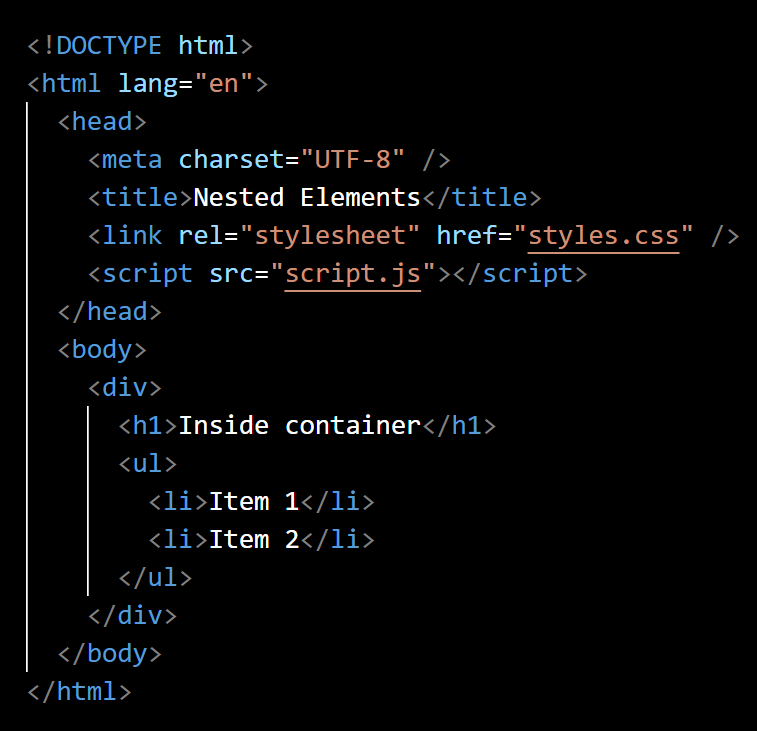 <!DOCTYPE html>
<html lang="en">
  <head>
    <meta charset="UTF-8" />
    <title>Nested Elements</title>
    <link rel="stylesheet" href="styles.css" />
    <script src="script.js"></script>
  </head>
  <body>
    <div>
      <h1>Inside container</h1>
      <ul>
        <li>Item 1</li>
        <li>Item 2</li>
      </ul>
    </div>
  </body>
</html>